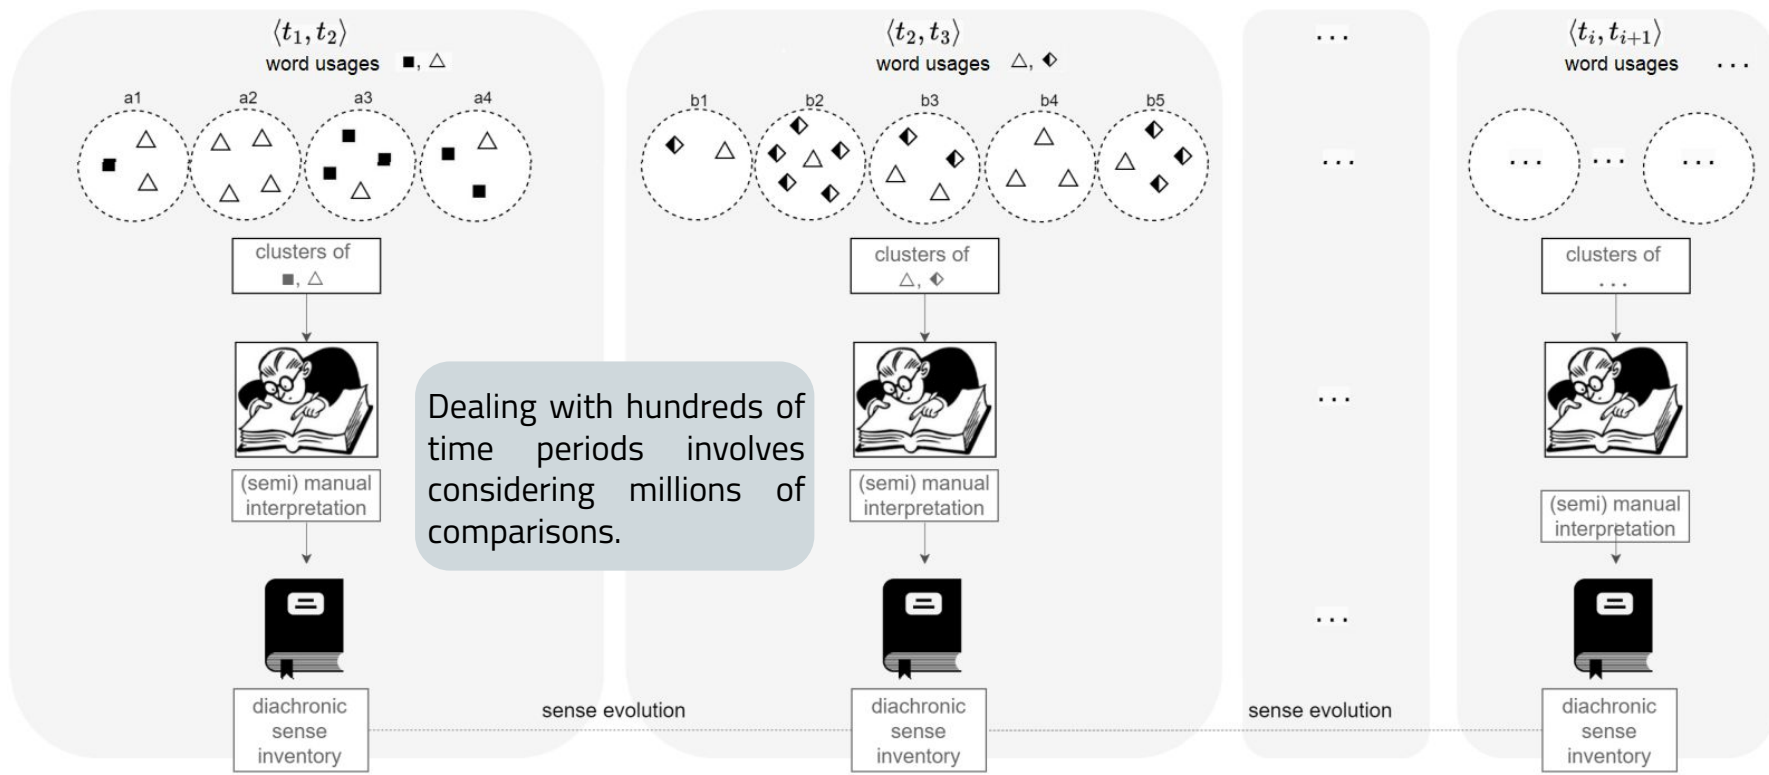 ⟨t₁, t₂⟩
word usages ■, △
a1 a2 a3 a4
clusters of
■, △
(semi) manual
interpretation
diachronic
sense
inventory
Dealing with hundreds of
time periods involves
considering millions of
comparisons.
sense evolution
⟨t₂, t₃⟩
word usages △, ⬖
b1 b2 b3 b4 b5
clusters of
△, ⬖
(semi) manual
interpretation
diachronic
sense
inventory
sense evolution
...
...
...
...
⟨tᵢ, tᵢ₊₁⟩
word usages ...
... ... ...
clusters of
...
(semi) manual
interpretation
diachronic
sense
inventory